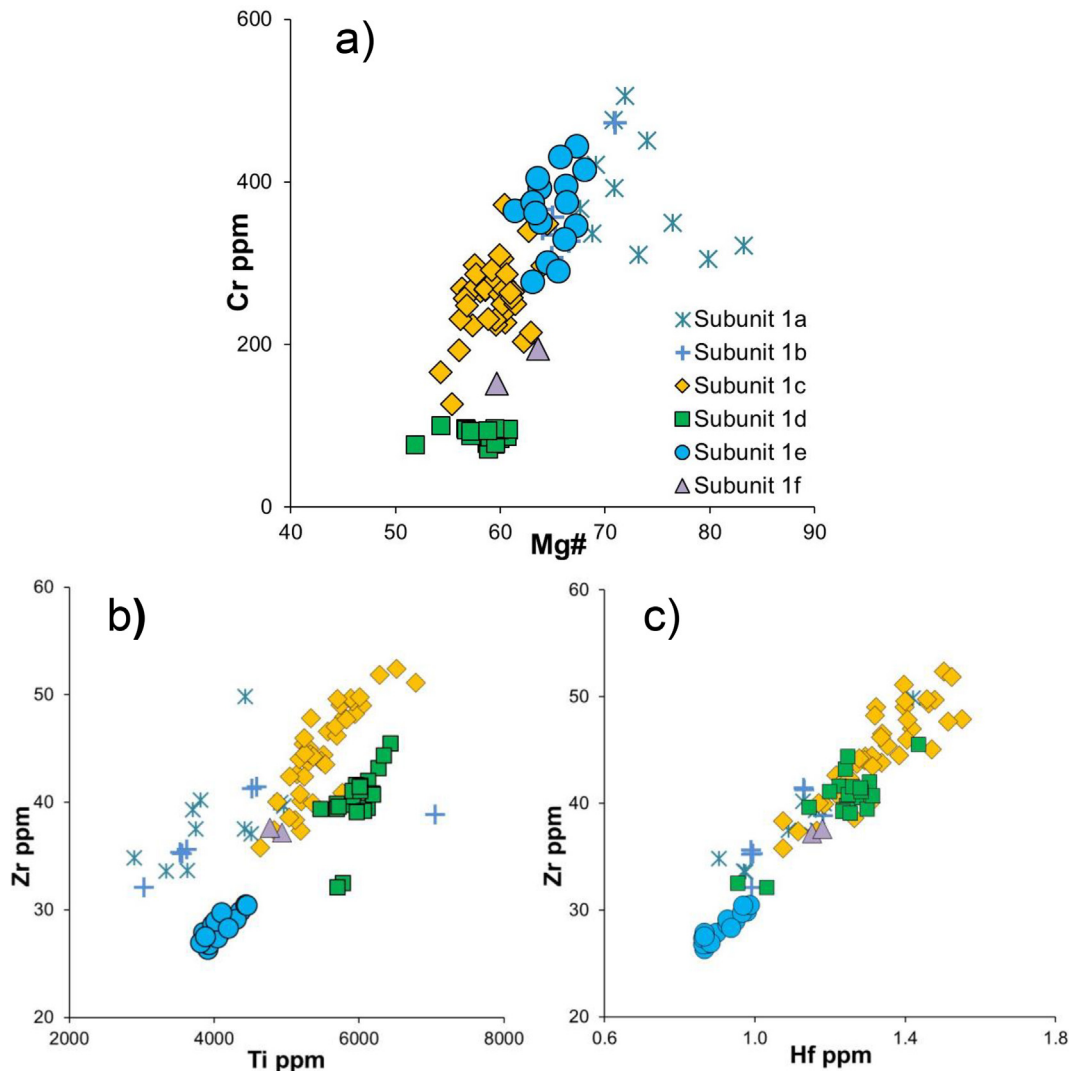 a)
600
400
200
0
Cr ppm
40 50 60 70 80 90
Mg#
Subunit 1a
Subunit 1b
Subunit 1c
Subunit 1d
Subunit 1e
Subunit 1f
b)
60
50
40
30
20
Zr ppm
2000 4000 6000 8000
Ti ppm
c)
60
50
40
30
20
Zr ppm
0.6 1.0 1.4 1.8
Hf ppm